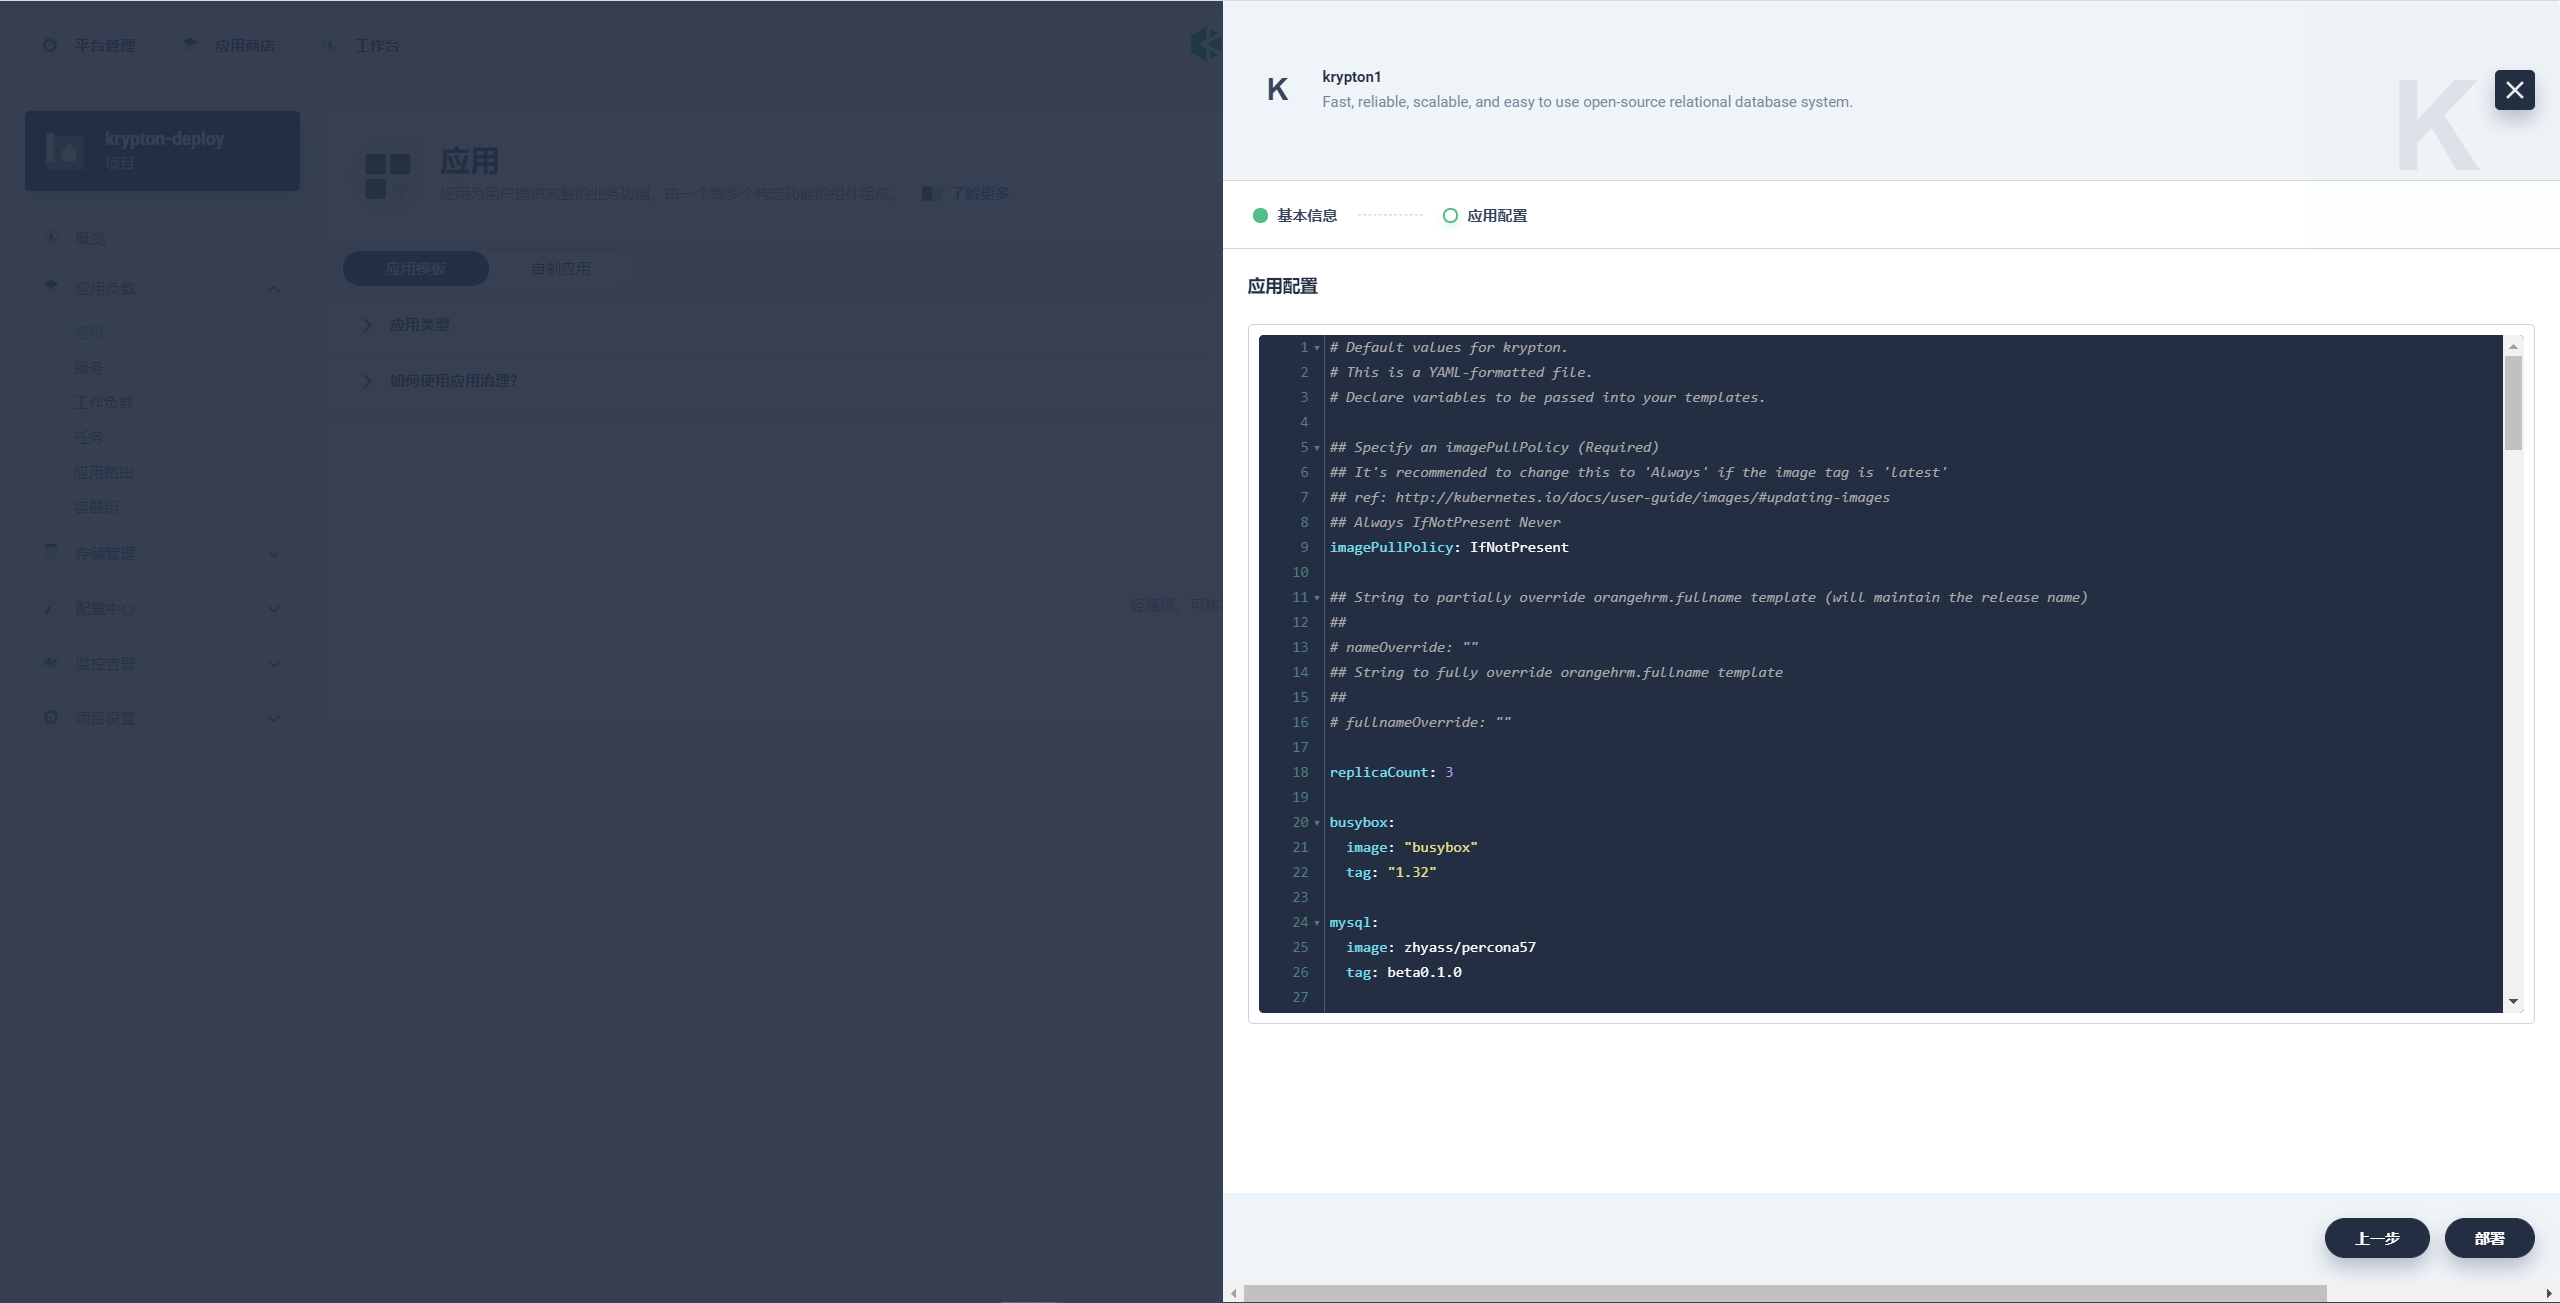 平台管理
应用商店
工作台
krypton-deploy
项目
概览
应用负载
应用
服务
工作负载
任务
应用路由
容器组
存储管理
配置中心
监控告警
项目设置
应用
应用为用户提供完整的业务功能，由一个或多个特定功能的组件组成。
了解更多
应用模板
自制应用
应用类型
如何使用应用治理?
轻量级、可移
K
krypton1
Fast, reliable, scalable, and easy to use open-source relational database system.
K
基本信息
应用配置
应用配置
1 # Default values for krypton.
2 # This is a YAML-formatted file.
3 # Declare variables to be passed into your templates.
4
5 ## Specify an imagePullPolicy (Required)
6 ## It's recommended to change this to 'Always' if the image tag is 'latest'
7 ## ref: http://kubernetes.io/docs/user-guide/images/#updating-images
8 ## Always IfNotPresent Never
9 imagePullPolicy: IfNotPresent
10
11 ## String to partially override orangehrm.fullname template (will maintain the release name)
12 ##
13 # nameOverride: ""
14 ## String to fully override orangehrm.fullname template
15 ##
16 # fullnameOverride: ""
17
18 replicaCount: 3
19
20 busybox:
21 image: "busybox"
22 tag: "1.32"
23
24 mysql:
25 image: zhyass/percona57
26 tag: beta0.1.0
27
上一步
部署